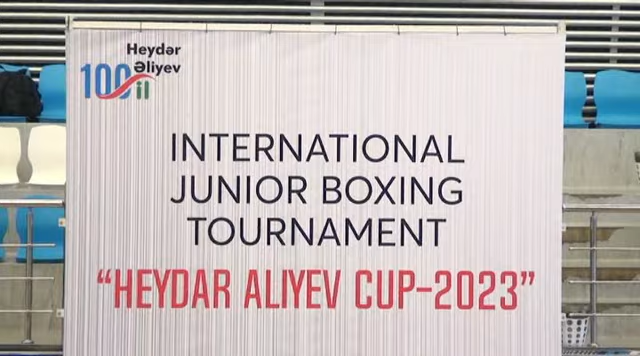 Heydər
Əliyev
100 il
INTERNATIONAL
JUNIOR BOXING
TOURNAMENT
“HEYDAR ALIYEV CUP-2023”